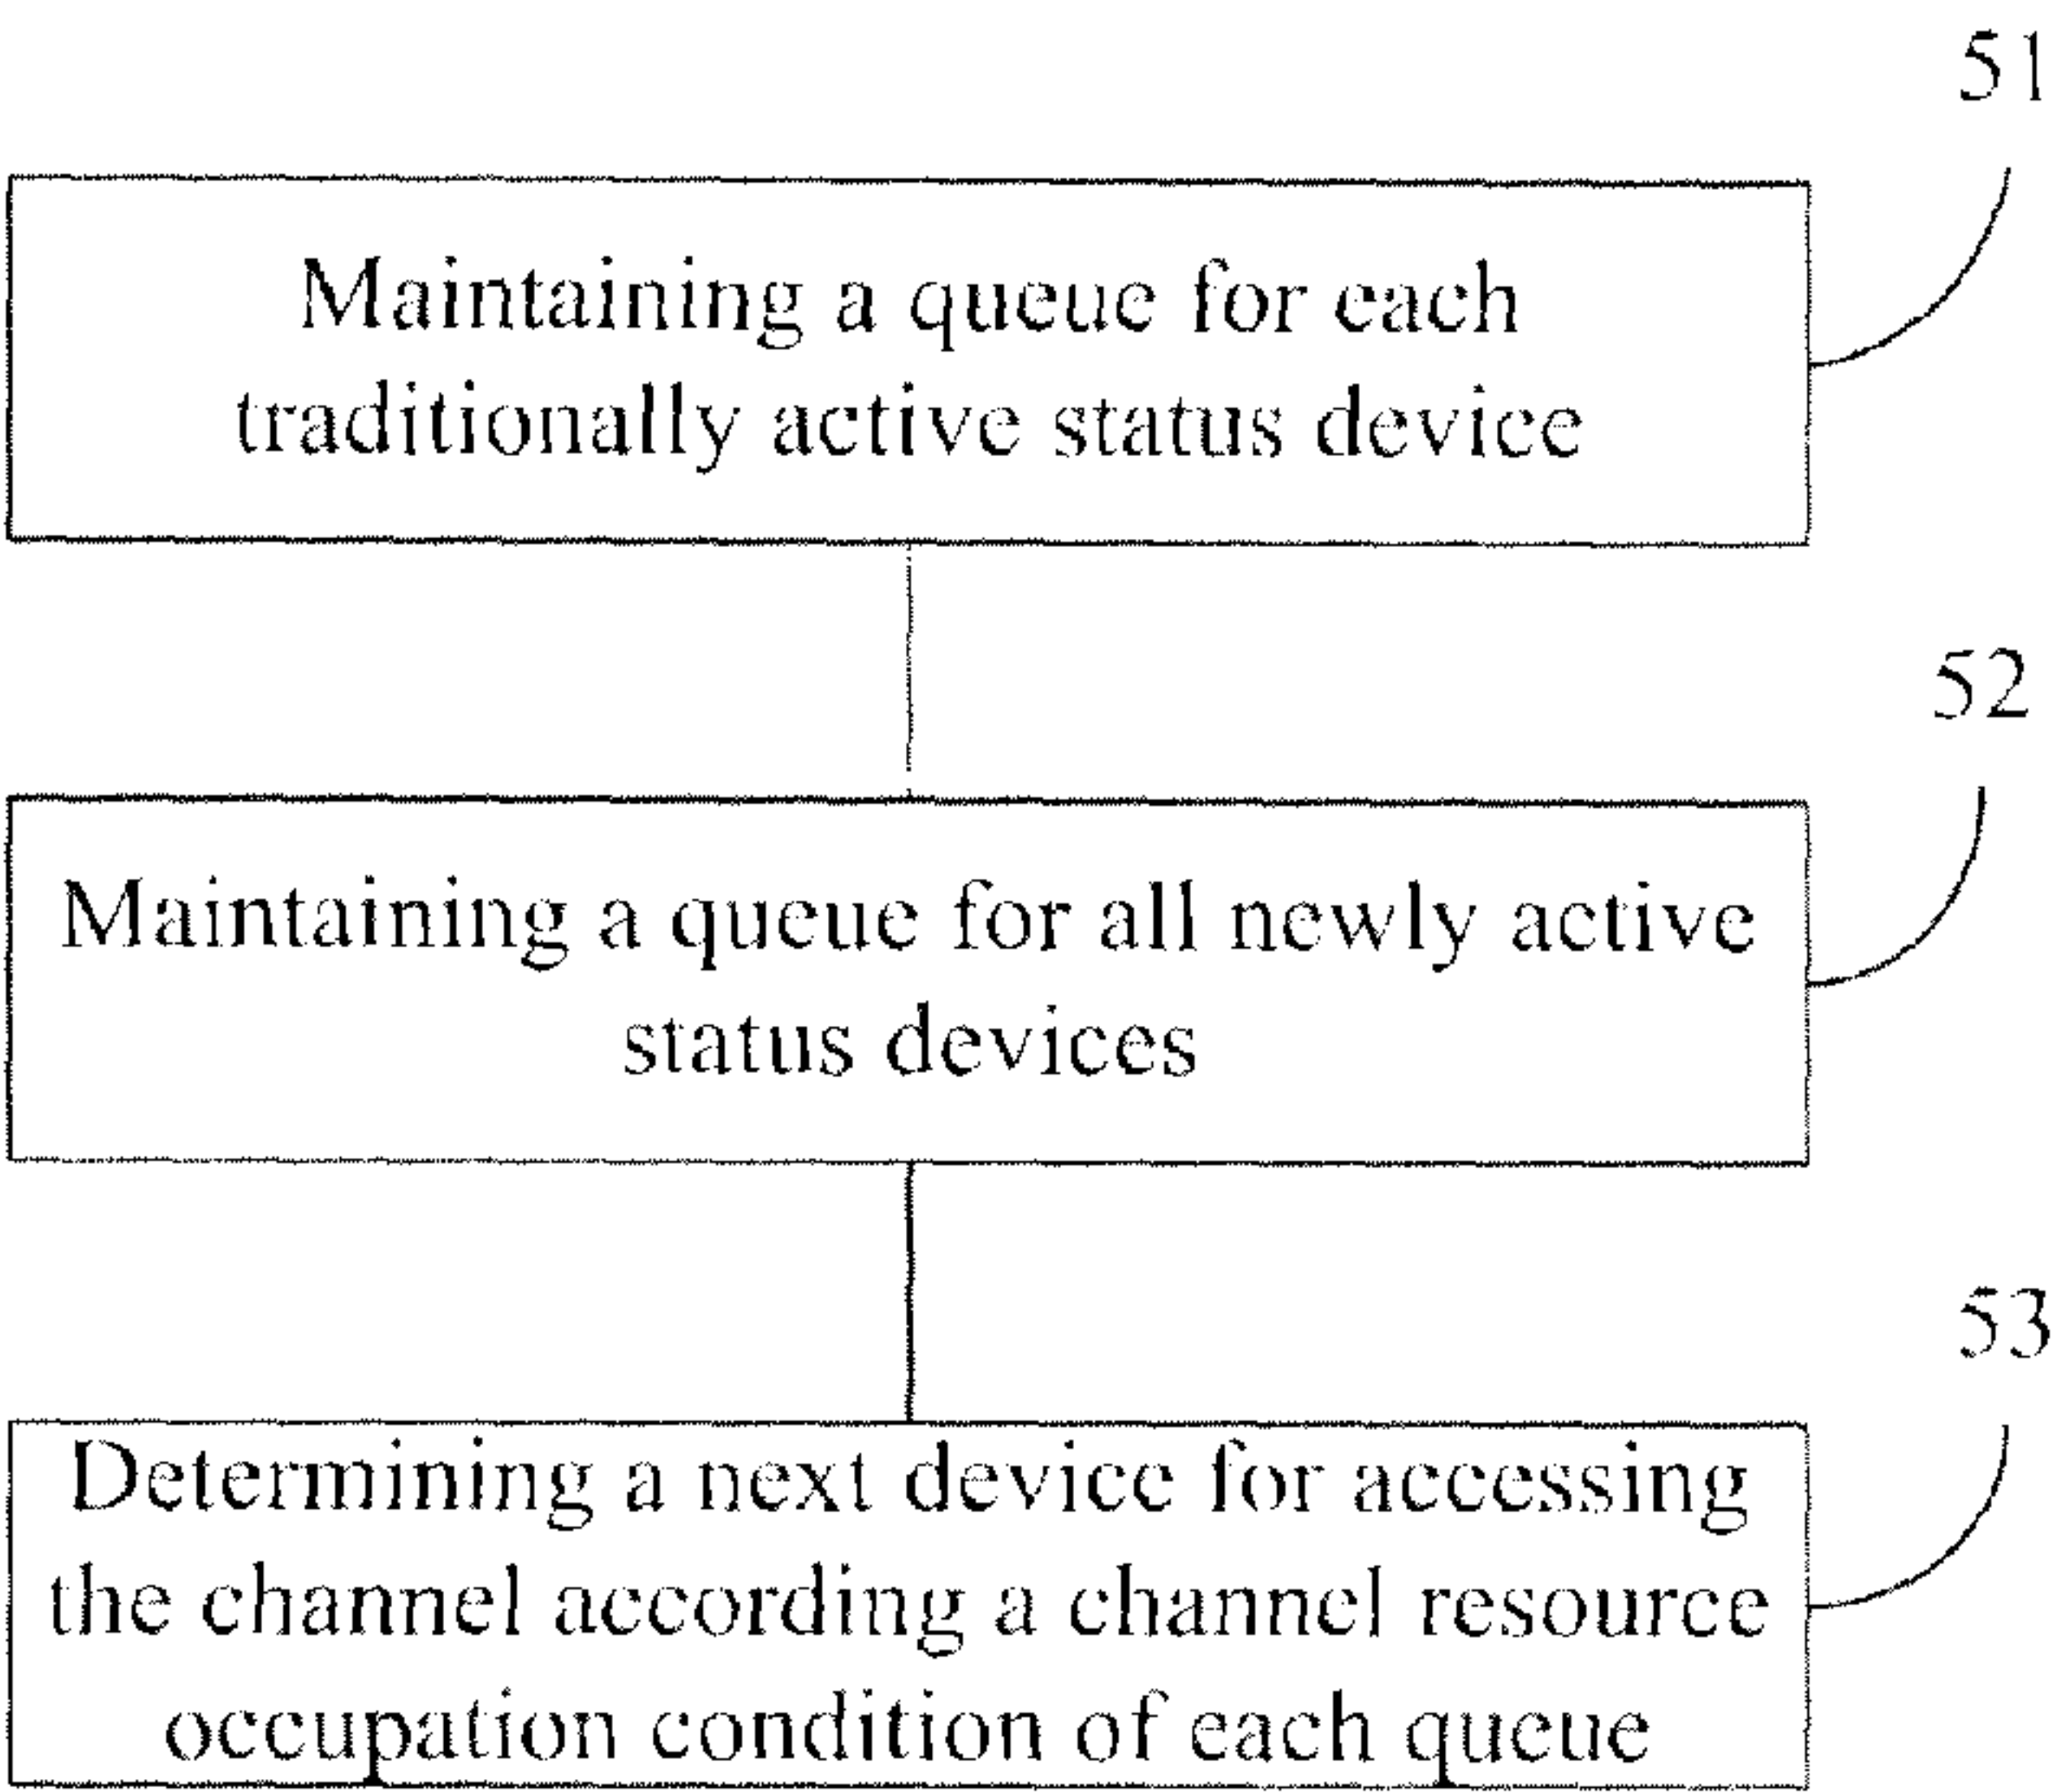 51
Maintaining a queue for each
traditionally active status device
52
Maintaining a queue for all newly active
status devices
53
Determining a next device for accessing
the channel according a channel resource
occupation condition of each queue